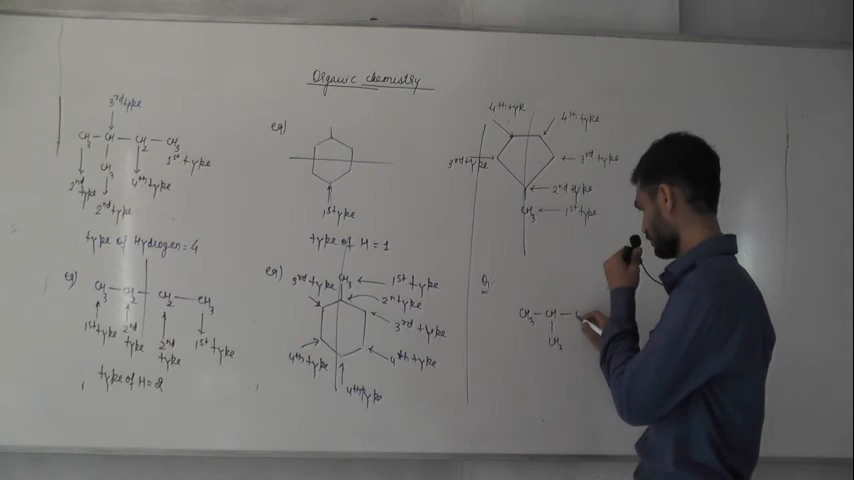 Organic chemistry
3rd type
CH3 — CH — CH2 — CH3
1st type
CH3
2nd type
4th type
2nd type
type of Hydrogen = 4
eg)
CH3 — CH2 — CH2 — CH3
1st type
2nd type
2nd type
1st type
type of H = 2
eg)
1st type
type of H = 1
eg)
CH3
1st type
3rd type
2nd type
3rd type
4th type
4th type
4th type
4th type
4th type
3rd type
3rd type
2nd type
CH3
1st type
Q:
CH3 — CH —
CH3